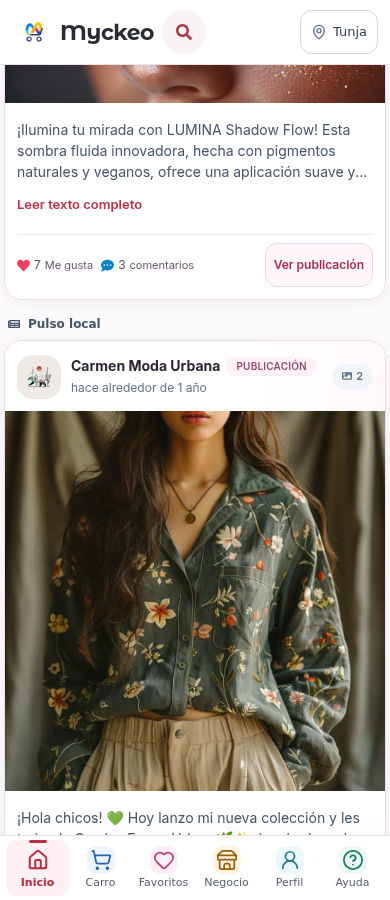 Myckeo
Tunja
¡Ilumina tu mirada con LUMINA Shadow Flow! Esta
sombra fluida innovadora, hecha con pigmentos
naturales y veganos, ofrece una aplicación suave y...
Leer texto completo
7 Me gusta 3 comentarios
Ver publicación
Pulso local
Carmen Moda Urbana PUBLICACIÓN
hace alrededor de 1 año
2
¡Hola chicos! 💚 Hoy lanzo mi nueva colección y les
Inicio Carro Favoritos Negocio Perfil Ayuda